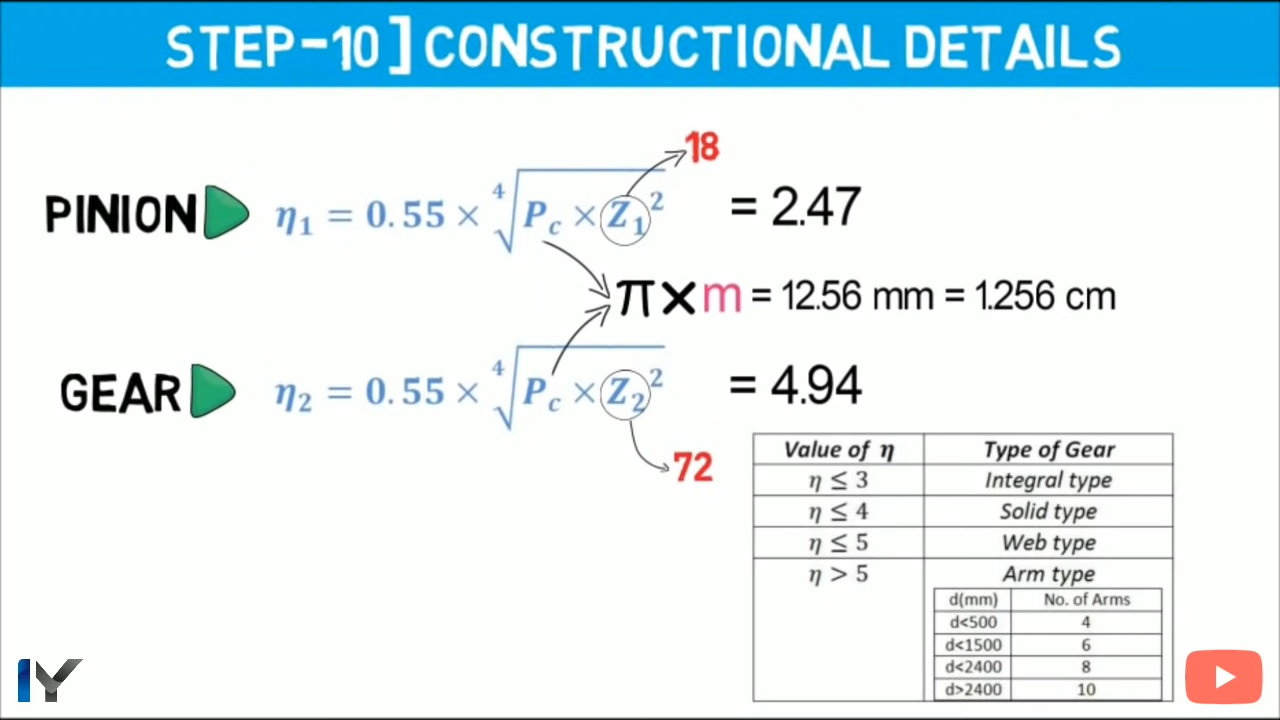 STEP-10] CONSTRUCTIONAL DETAILS
18
PINION η₁ = 0.55 × ∜(P_c × Z₁²) = 2.47
π×m = 12.56 mm = 1.256 cm
GEAR η₂ = 0.55 × ∜(P_c × Z₂²) = 4.94
72
Value of η Type of Gear
η ≤ 3 Integral type
η ≤ 4 Solid type
η ≤ 5 Web type
η > 5 Arm type
d(mm) No. of Arms
d<500 4
d<1500 6
d<2400 8
d>2400 10
IY